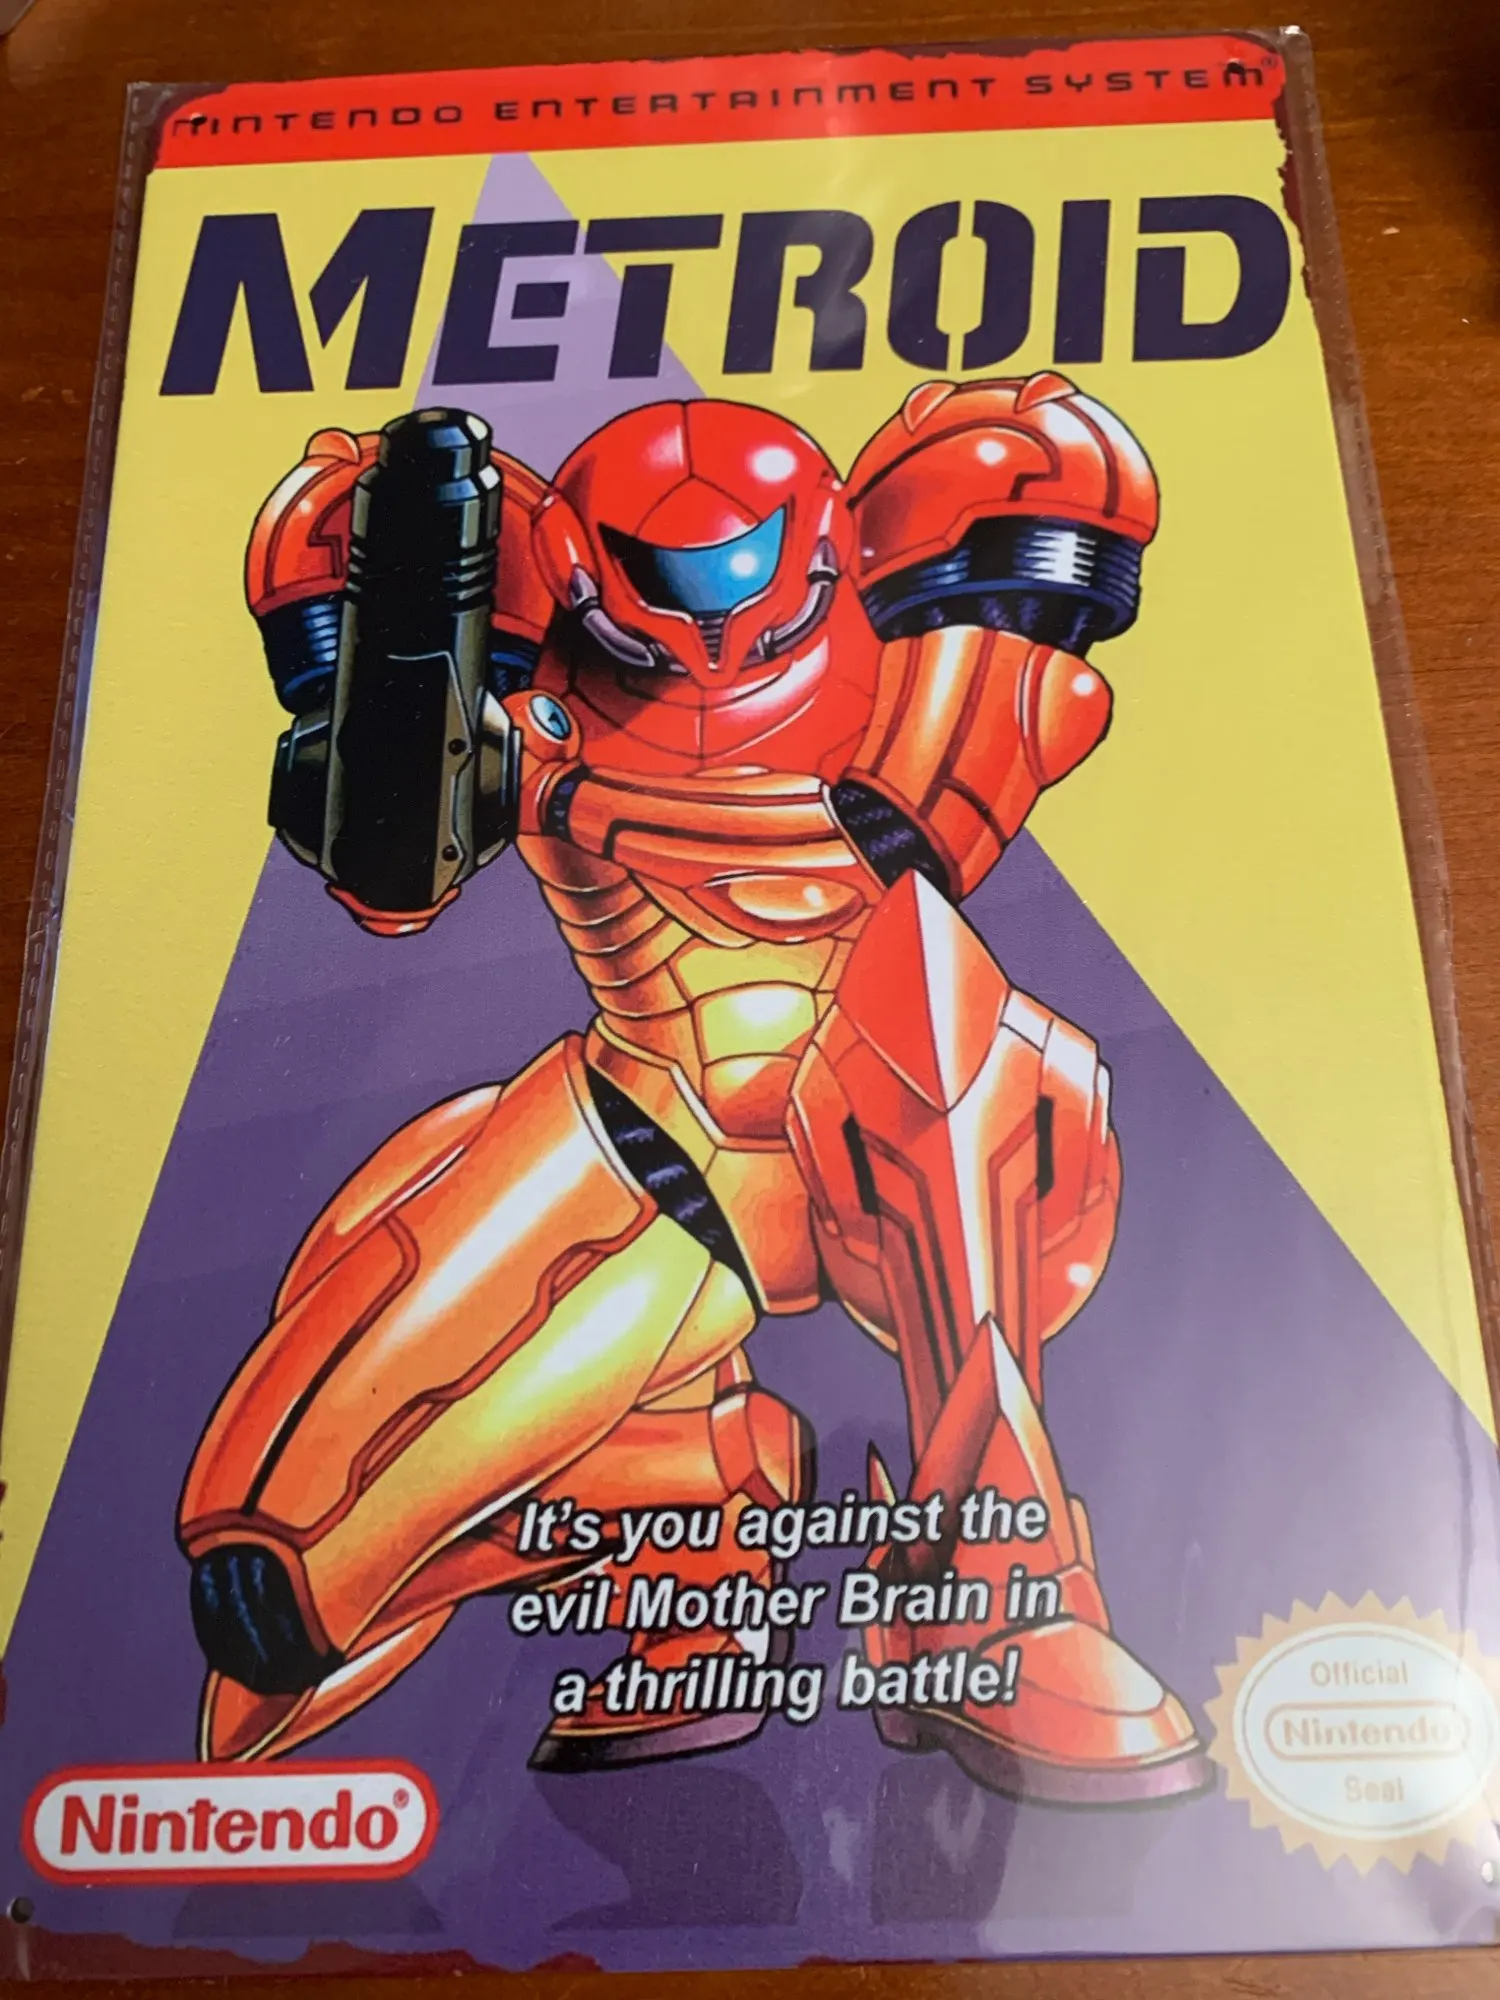 NINTENDO ENTERTAINMENT SYSTEM®
METROID
It's you against the
evil Mother Brain in
a thrilling battle!
Nintendo®
Official
Nintendo
Seal